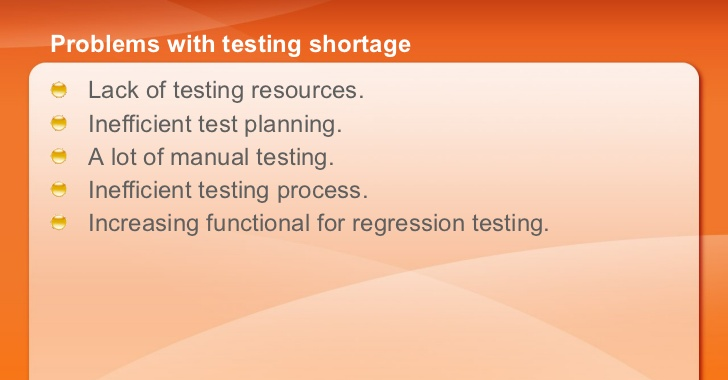 Problems with testing shortage
Lack of testing resources.
Inefficient test planning.
A lot of manual testing.
Inefficient testing process.
Increasing functional for regression testing.